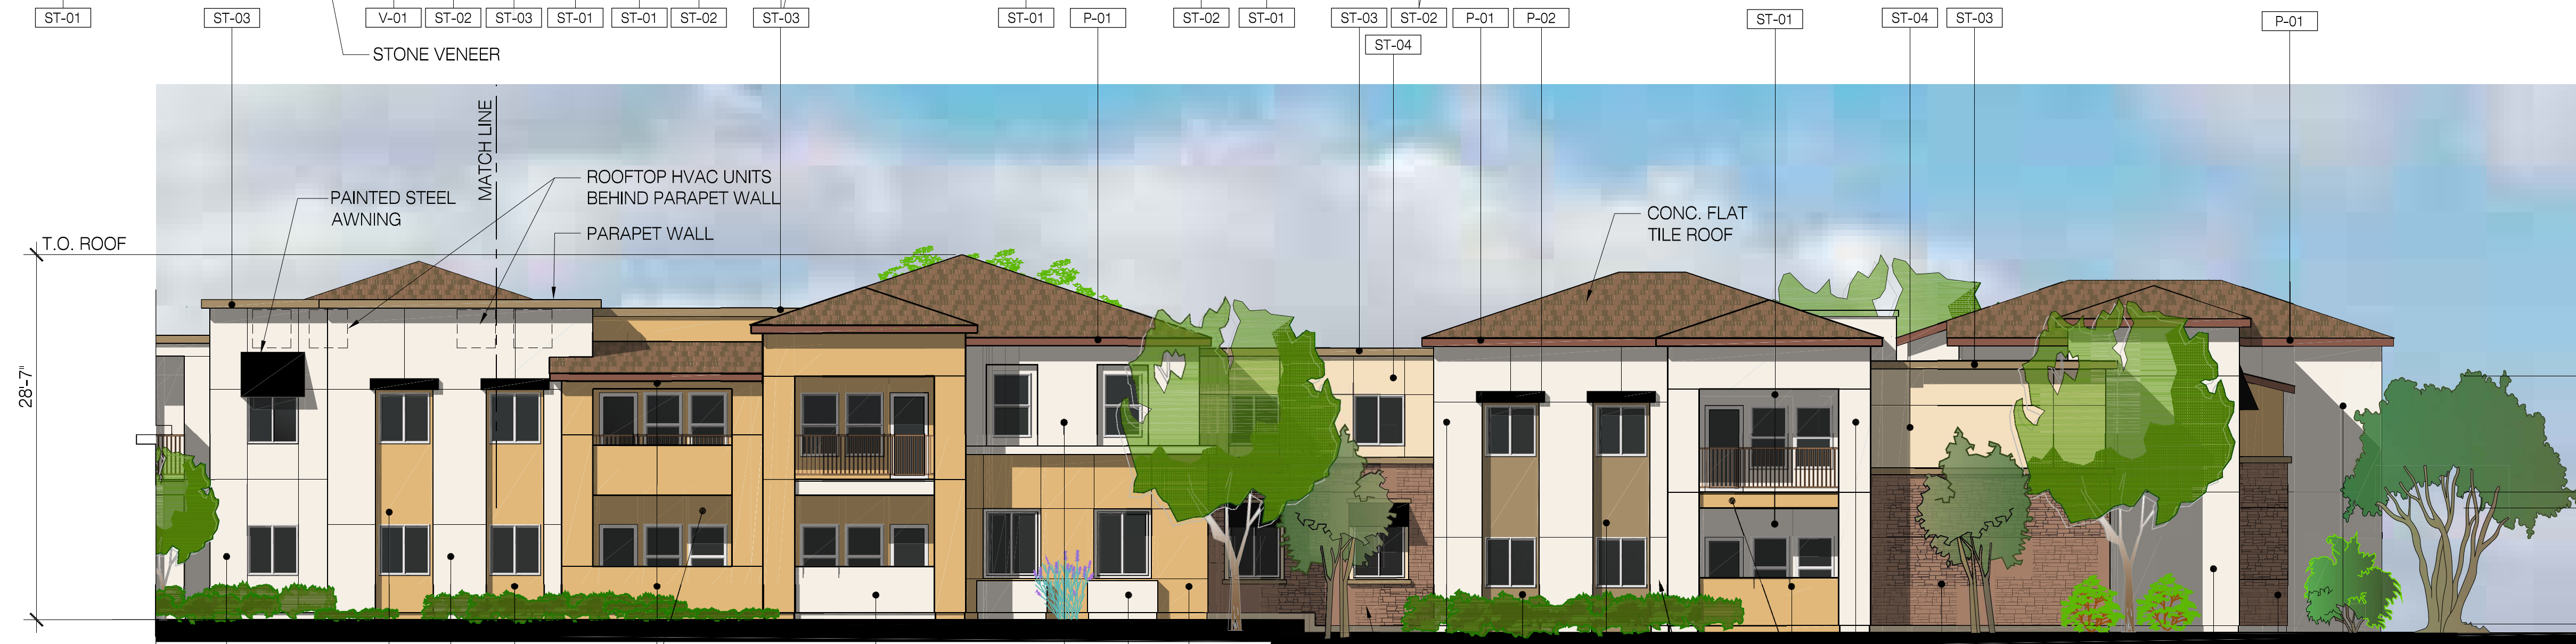 ST-01
ST-03
V-01
ST-02
ST-03
ST-01
ST-01
ST-02
ST-03
ST-01
P-01
ST-02
ST-01
ST-03
ST-02
P-01
P-02
ST-01
ST-04
ST-03
P-01
ST-04
STONE VENEER
MATCH LINE
ROOFTOP HVAC UNITS
BEHIND PARAPET WALL
PAINTED STEEL
AWNING
PARAPET WALL
CONC. FLAT
TILE ROOF
T.O. ROOF
28'-7"